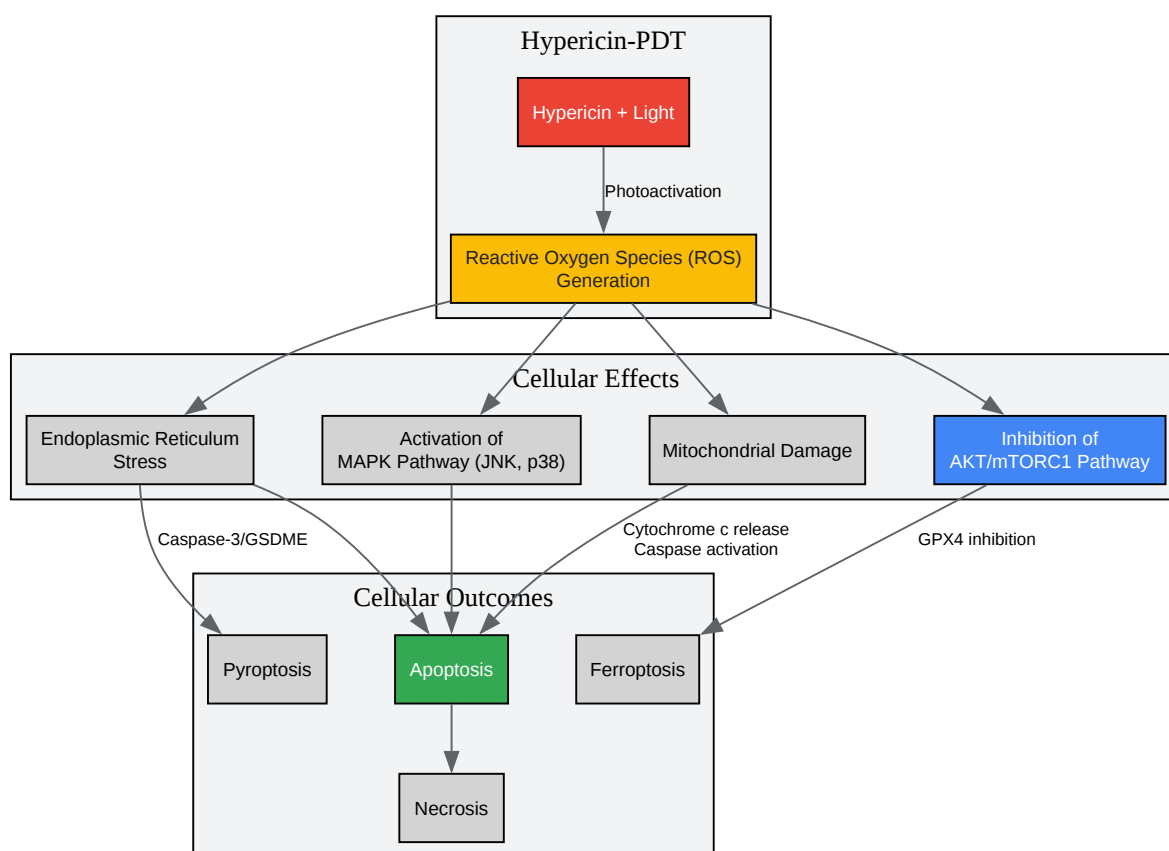 Hypericin-PDT
Hypericin + Light
Photoactivation
Reactive Oxygen Species (ROS)
Generation
Cellular Effects
Endoplasmic Reticulum
Stress
Activation of
MAPK Pathway (JNK, p38)
Mitochondrial Damage
Inhibition of
AKT/mTORC1 Pathway
Caspase-3/GSDME
Cytochrome c release
Caspase activation
GPX4 inhibition
Cellular Outcomes
Pyroptosis
Apoptosis
Ferroptosis
Necrosis